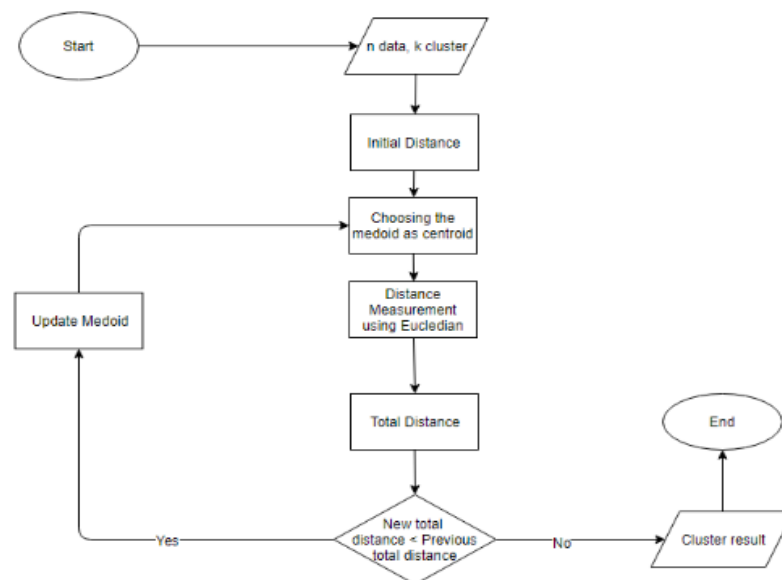 Start
n data, k cluster
Initial Distance
Choosing the
medoid as centroid
Distance
Measurement
using Eucledian
Update Medoid
Total Distance
End
New total
distance < Previous
total distance
Yes
No
Cluster result